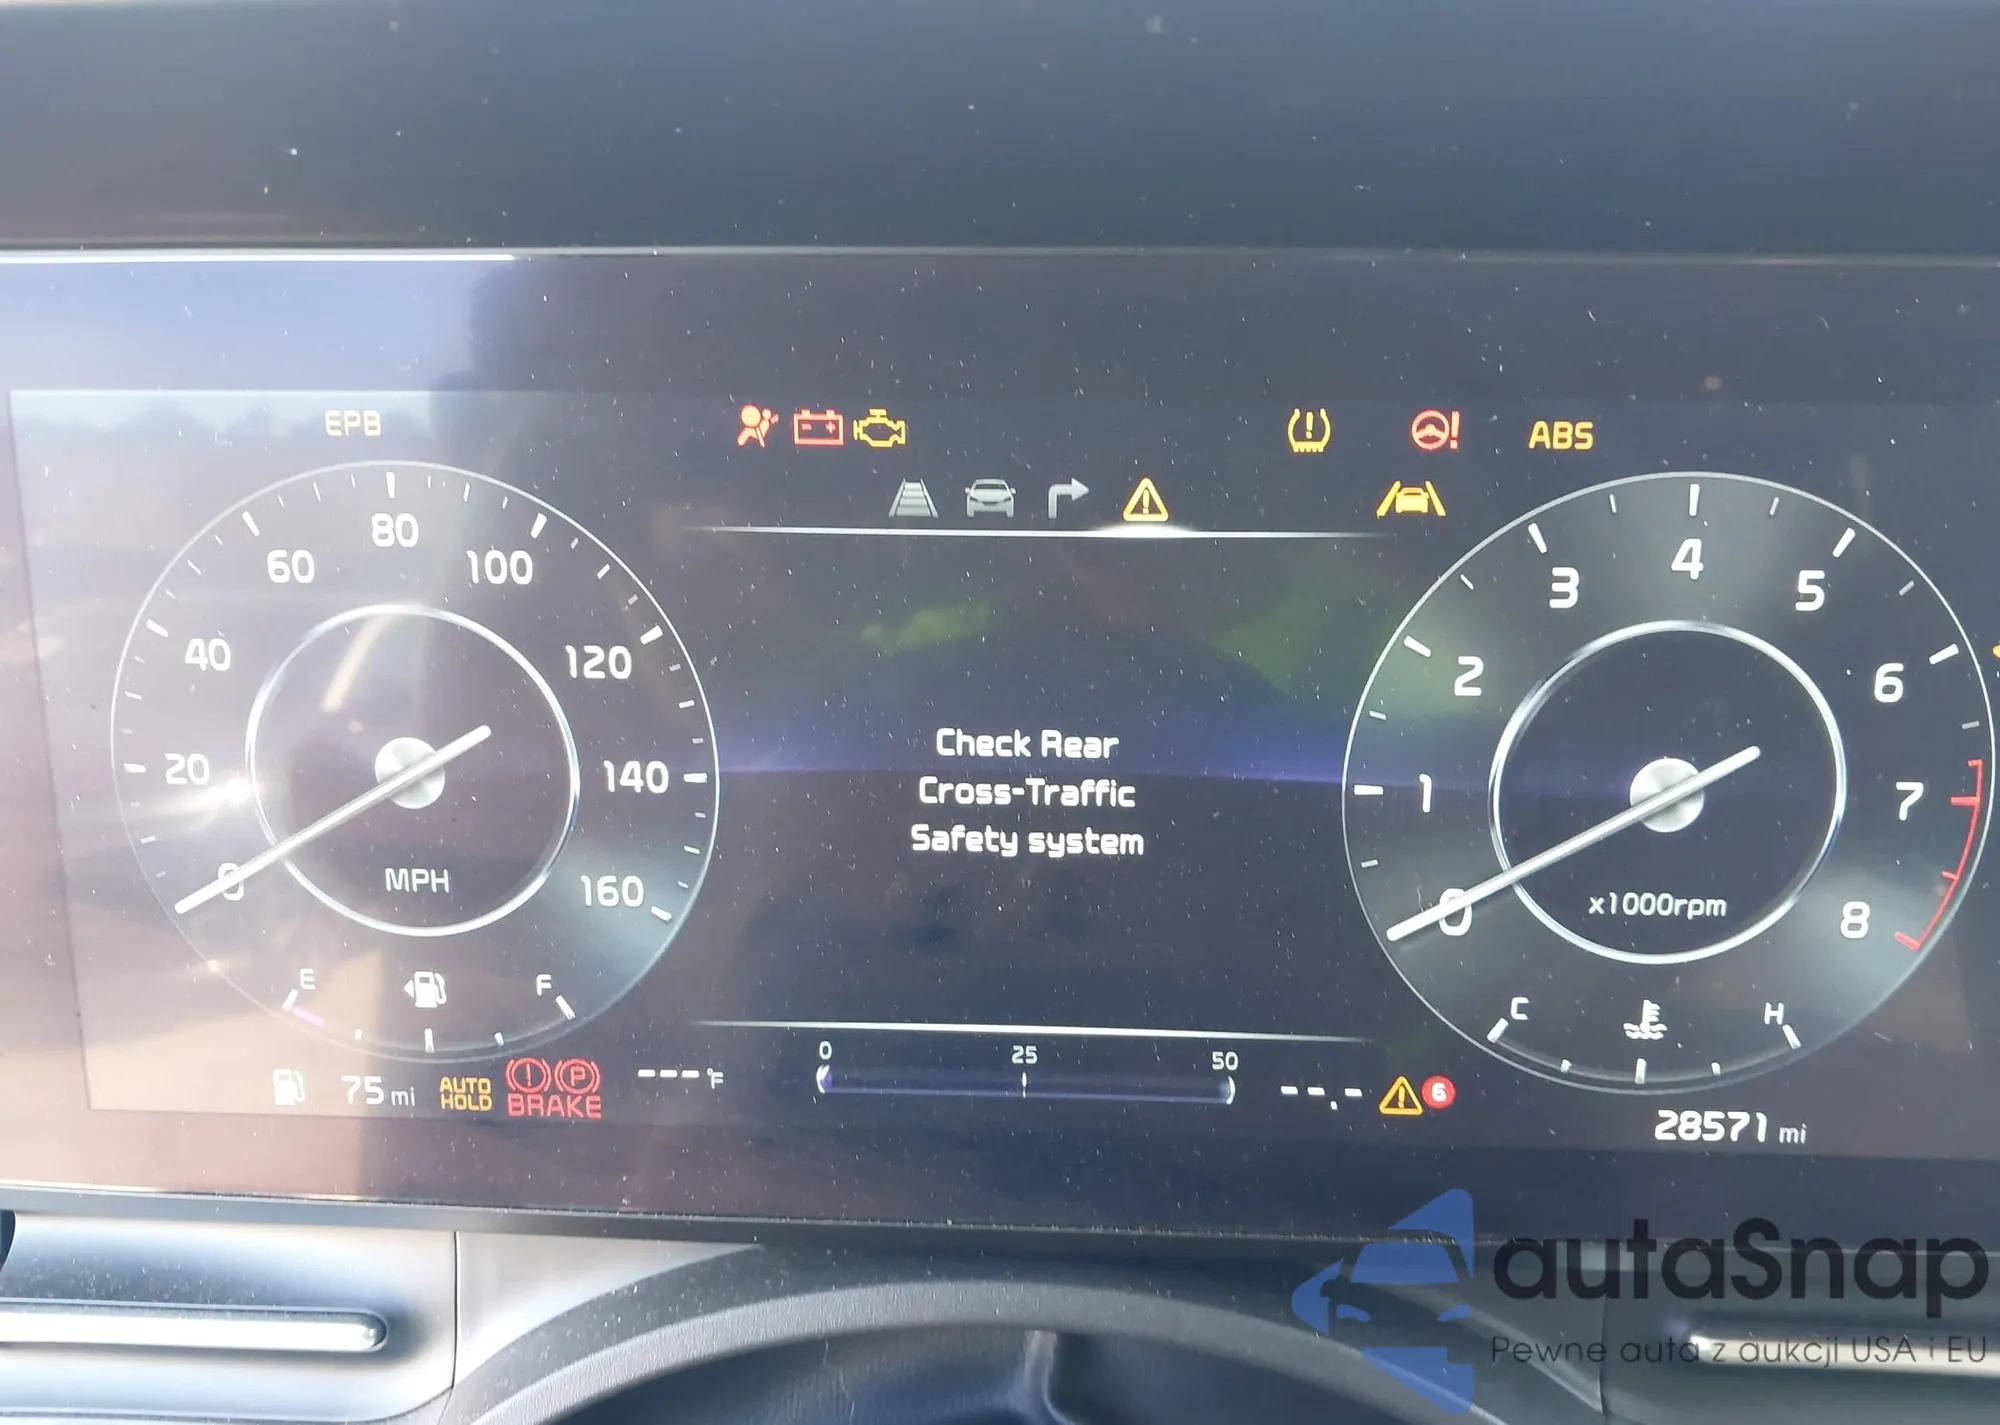 EPB
ABS
80
60
100
40
120
20
140
0
160
MPH
E
F
75 mi
AUTO
HOLD
P
BRAKE
---°F
Check Rear
Cross-Traffic
Safety system
0
25
50
--.-
6
4
3
5
2
6
1
7
0
8
x1000rpm
C
H
28571 mi
autaSnap
Pewne auta z aukcji USA i EU